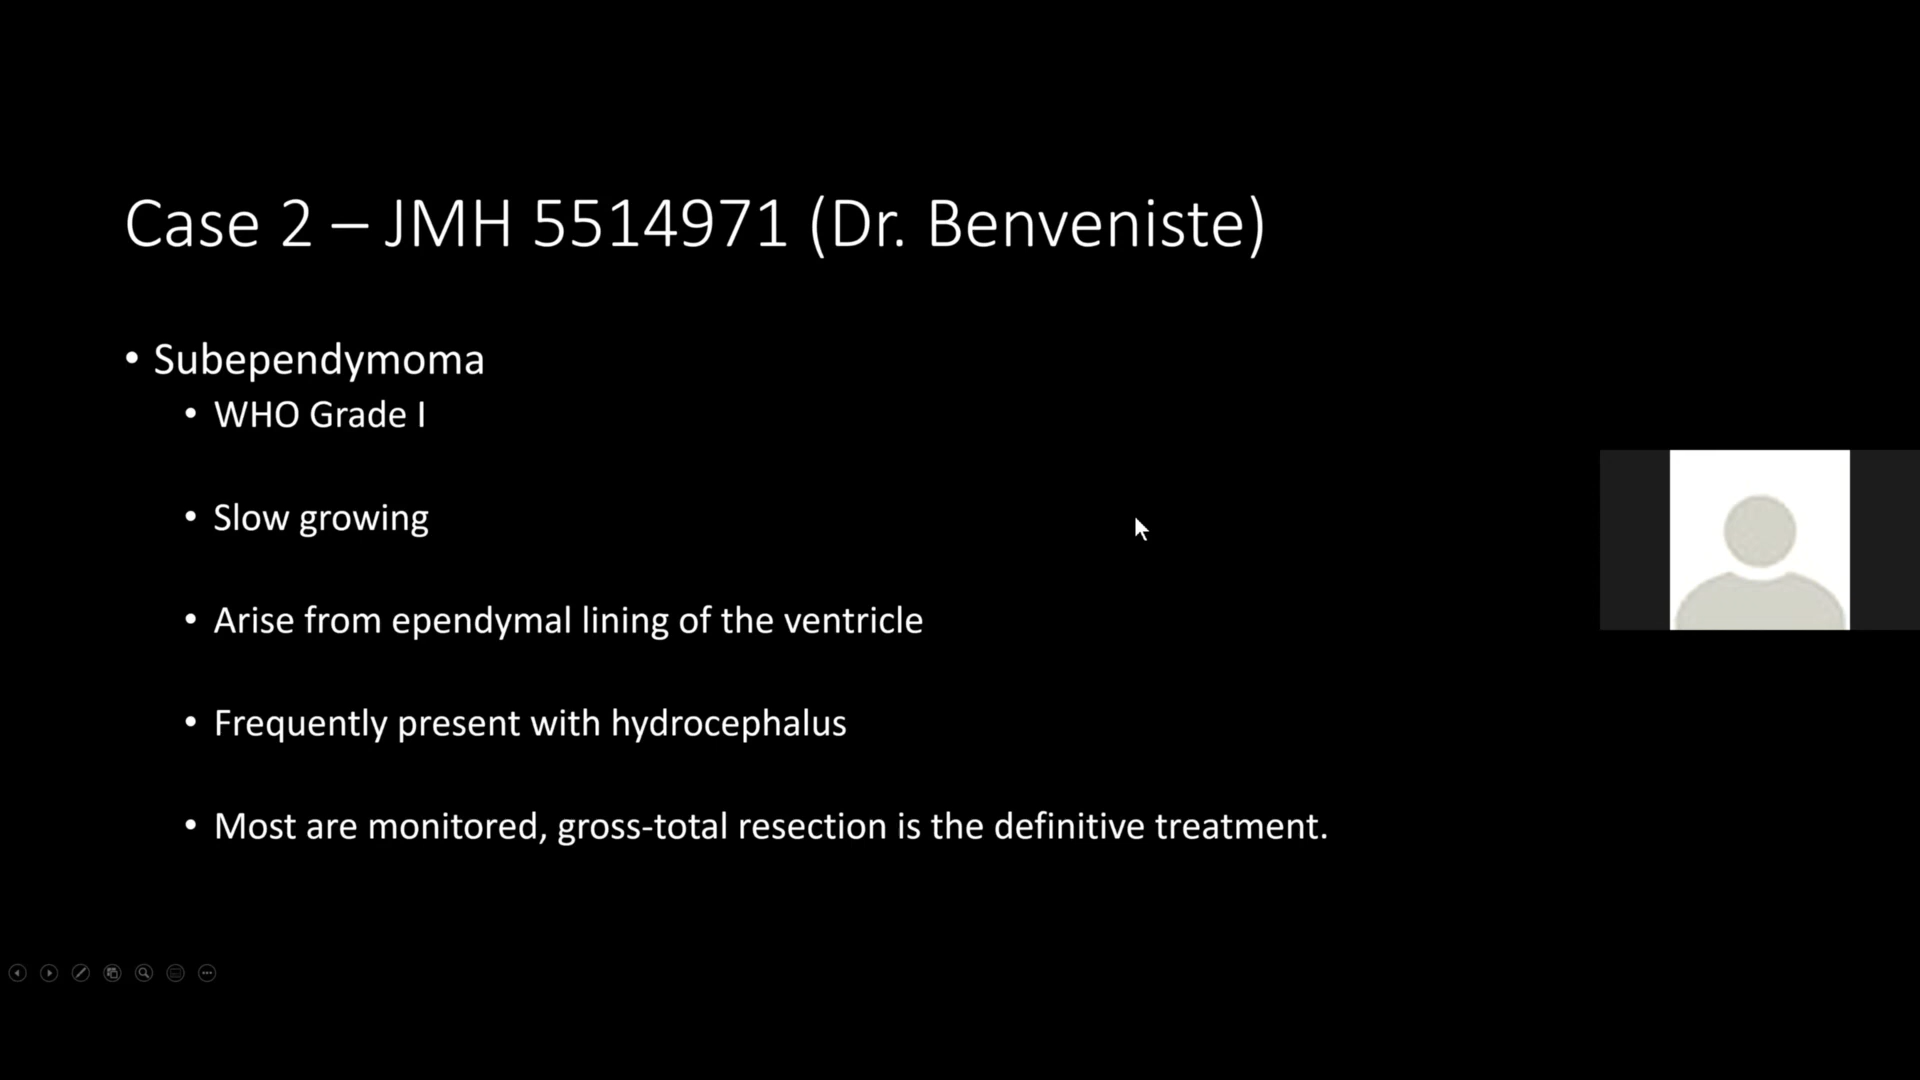 Case 2 – JMH 5514971 (Dr. Benveniste)
• Subependymoma
• WHO Grade I
• Slow growing
• Arise from ependymal lining of the ventricle
• Frequently present with hydrocephalus
• Most are monitored, gross-total resection is the definitive treatment.